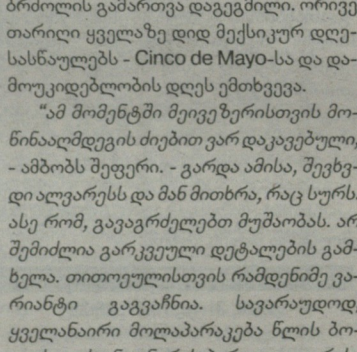 ბრძოლის გამართვა დაგეგმილი. ორივე
თარიღი ყველაზე დიდ მექსიკურ დღე-
სასწაულებს - Cinco de Mayo-სა და და-
მოუკიდებლობის დღეს ემთხვევა.
“ამ მომენტში მეივეზერისთვის მო-
წინააღმდეგის ძიებით ვარ დაკავებული,
- ამბობს შეფერი. - გარდა ამისა, შევხვ-
დი ალვარესს და მან მითხრა, რაც სურს.
ასე რომ, გავაგრძელებთ მუშაობას. არ
შემიძლია გარკვეული დეტალების გამ-
ხელა. თითოეულისთვის რამდენიმე ვა-
რიანტი გაგვაჩნია. სავარაუდოდ,
ყველანაირი მოლაპარაკება წლის ბო-